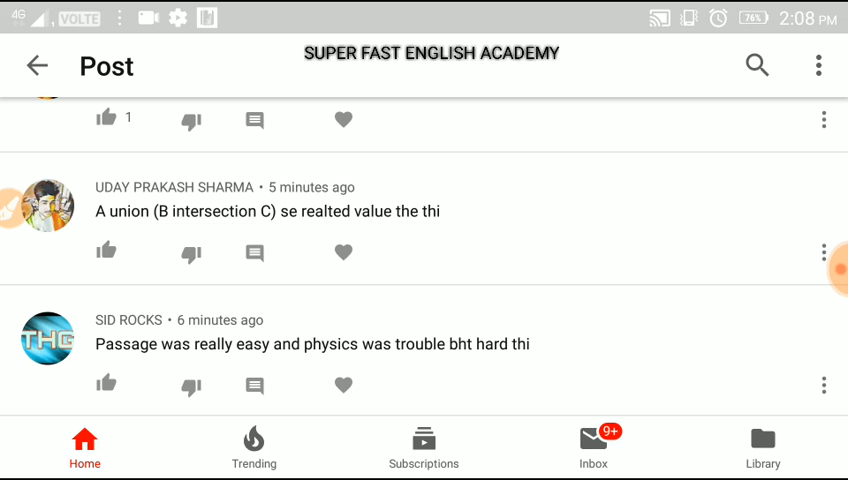 4G VOLTE 76% 2:08 PM
Post
SUPER FAST ENGLISH ACADEMY
1
UDAY PRAKASH SHARMA • 5 minutes ago
A union (B intersection C) se realted value the thi
THG
SID ROCKS • 6 minutes ago
Passage was really easy and physics was trouble bht hard thi
9+
Home Trending Subscriptions Inbox Library